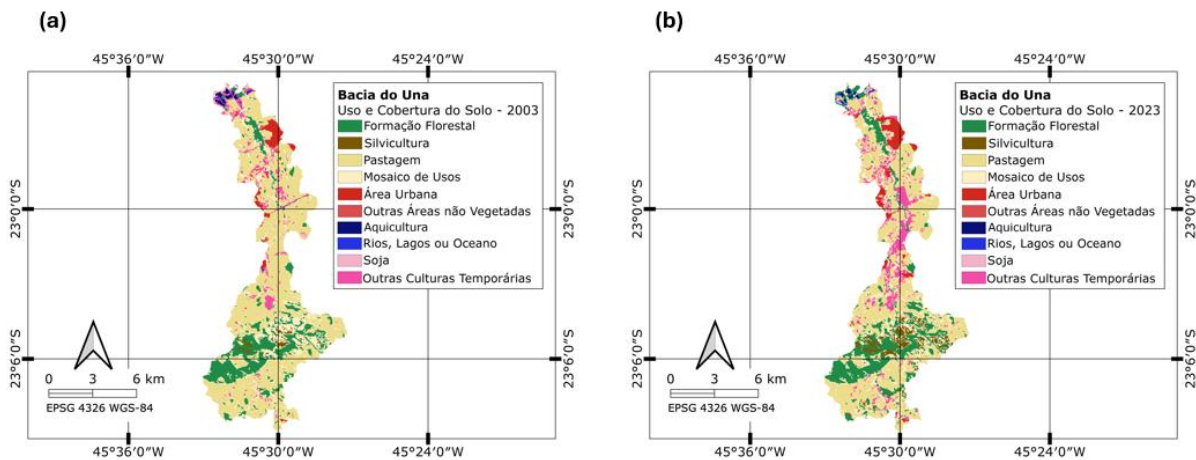 (a)
45°36′0″W 45°30′0″W 45°24′0″W
Bacia do Una
Uso e Cobertura do Solo - 2003
Formação Florestal
Silvicultura
Pastagem
Mosaico de Usos
Área Urbana
Outras Áreas não Vegetadas
Aquicultura
Rios, Lagos ou Oceano
Soja
Outras Culturas Temporárias
23°0′0″S
23°0′0″S
23°6′0″S
23°6′0″S
0 3 6 km
EPSG 4326 WGS-84
45°36′0″W 45°30′0″W 45°24′0″W
(b)
45°36′0″W 45°30′0″W 45°24′0″W
Bacia do Una
Uso e Cobertura do Solo - 2023
Formação Florestal
Silvicultura
Pastagem
Mosaico de Usos
Área Urbana
Outras Áreas não Vegetadas
Aquicultura
Rios, Lagos ou Oceano
Soja
Outras Culturas Temporárias
23°0′0″S
23°0′0″S
23°6′0″S
23°6′0″S
0 3 6 km
EPSG 4326 WGS-84
45°36′0″W 45°30′0″W 45°24′0″W